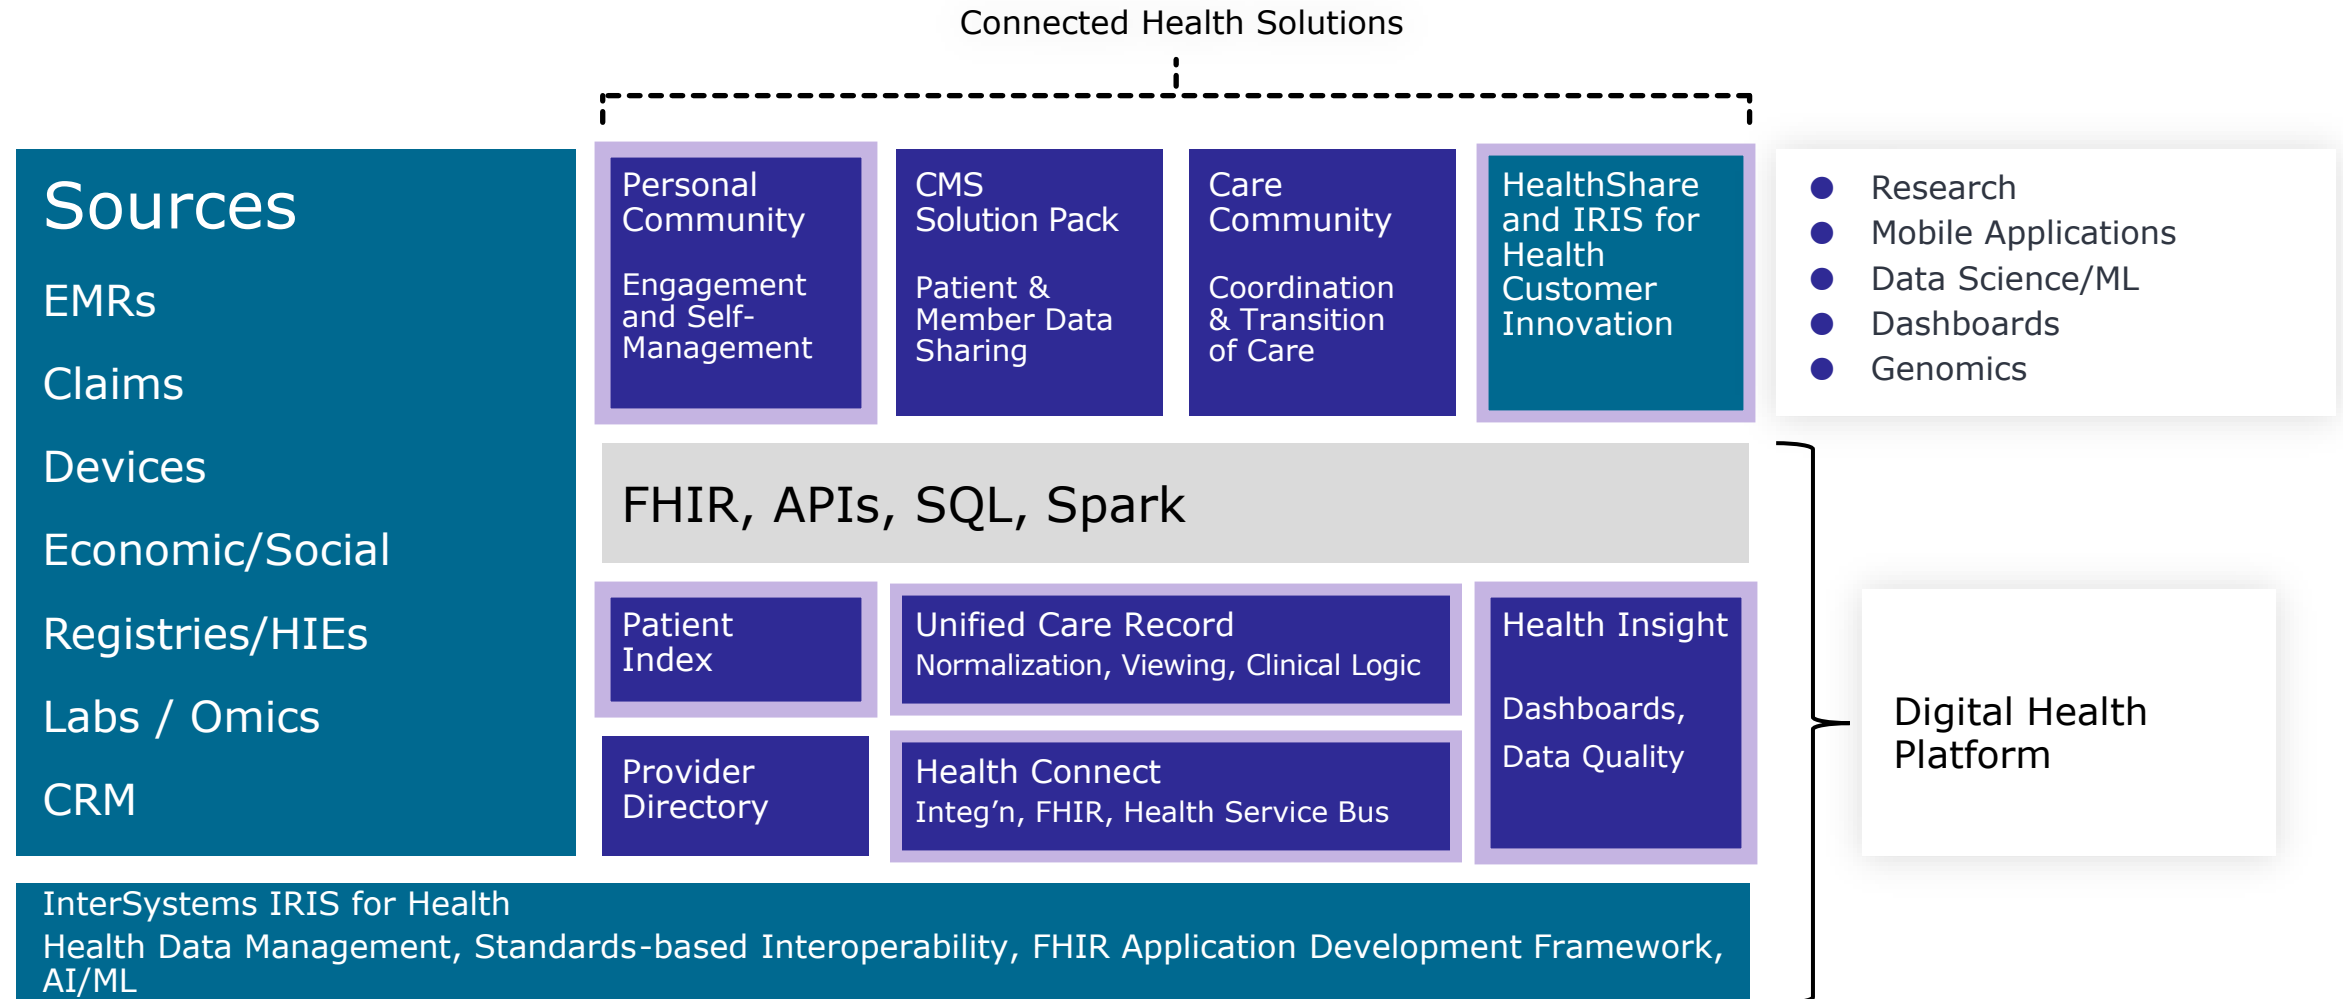 Connected Health Solutions
Sources
EMRs
Claims
Devices
Economic/Social
Registries/HIEs
Labs / Omics
CRM
Personal
Community
Engagement
and Self-
Management
CMS
Solution Pack
Patient &
Member Data
Sharing
Care
Community
Coordination
& Transition
of Care
HealthShare
and IRIS for
Health
Customer
Innovation
Research
Mobile Applications
Data Science/ML
Dashboards
Genomics
FHIR, APIs, SQL, Spark
Patient
Index
Unified Care Record
Normalization, Viewing, Clinical Logic
Health Insight
Dashboards,
Data Quality
Provider
Directory
Health Connect
Integ’n, FHIR, Health Service Bus
Digital Health
Platform
InterSystems IRIS for Health
Health Data Management, Standards-based Interoperability, FHIR Application Development Framework,
AI/ML